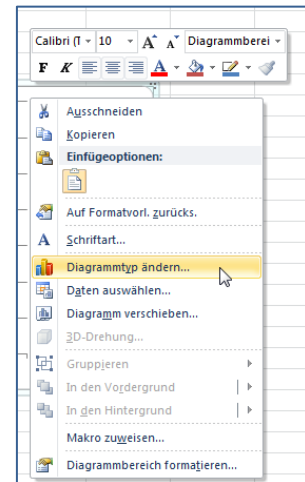 Calibri (T 10 A A Diagrammberei
F K A
Ausschneiden
Kopieren
Einfügeoptionen:
Auf Formatvorl. zurücks.
A Schriftart...
Diagrammtyp ändern...
Daten auswählen...
Diagramm verschieben...
3D-Drehung...
Gruppieren
In den Vordergrund
In den Hintergrund
Makro zuweisen...
Diagrammbereich formatieren...